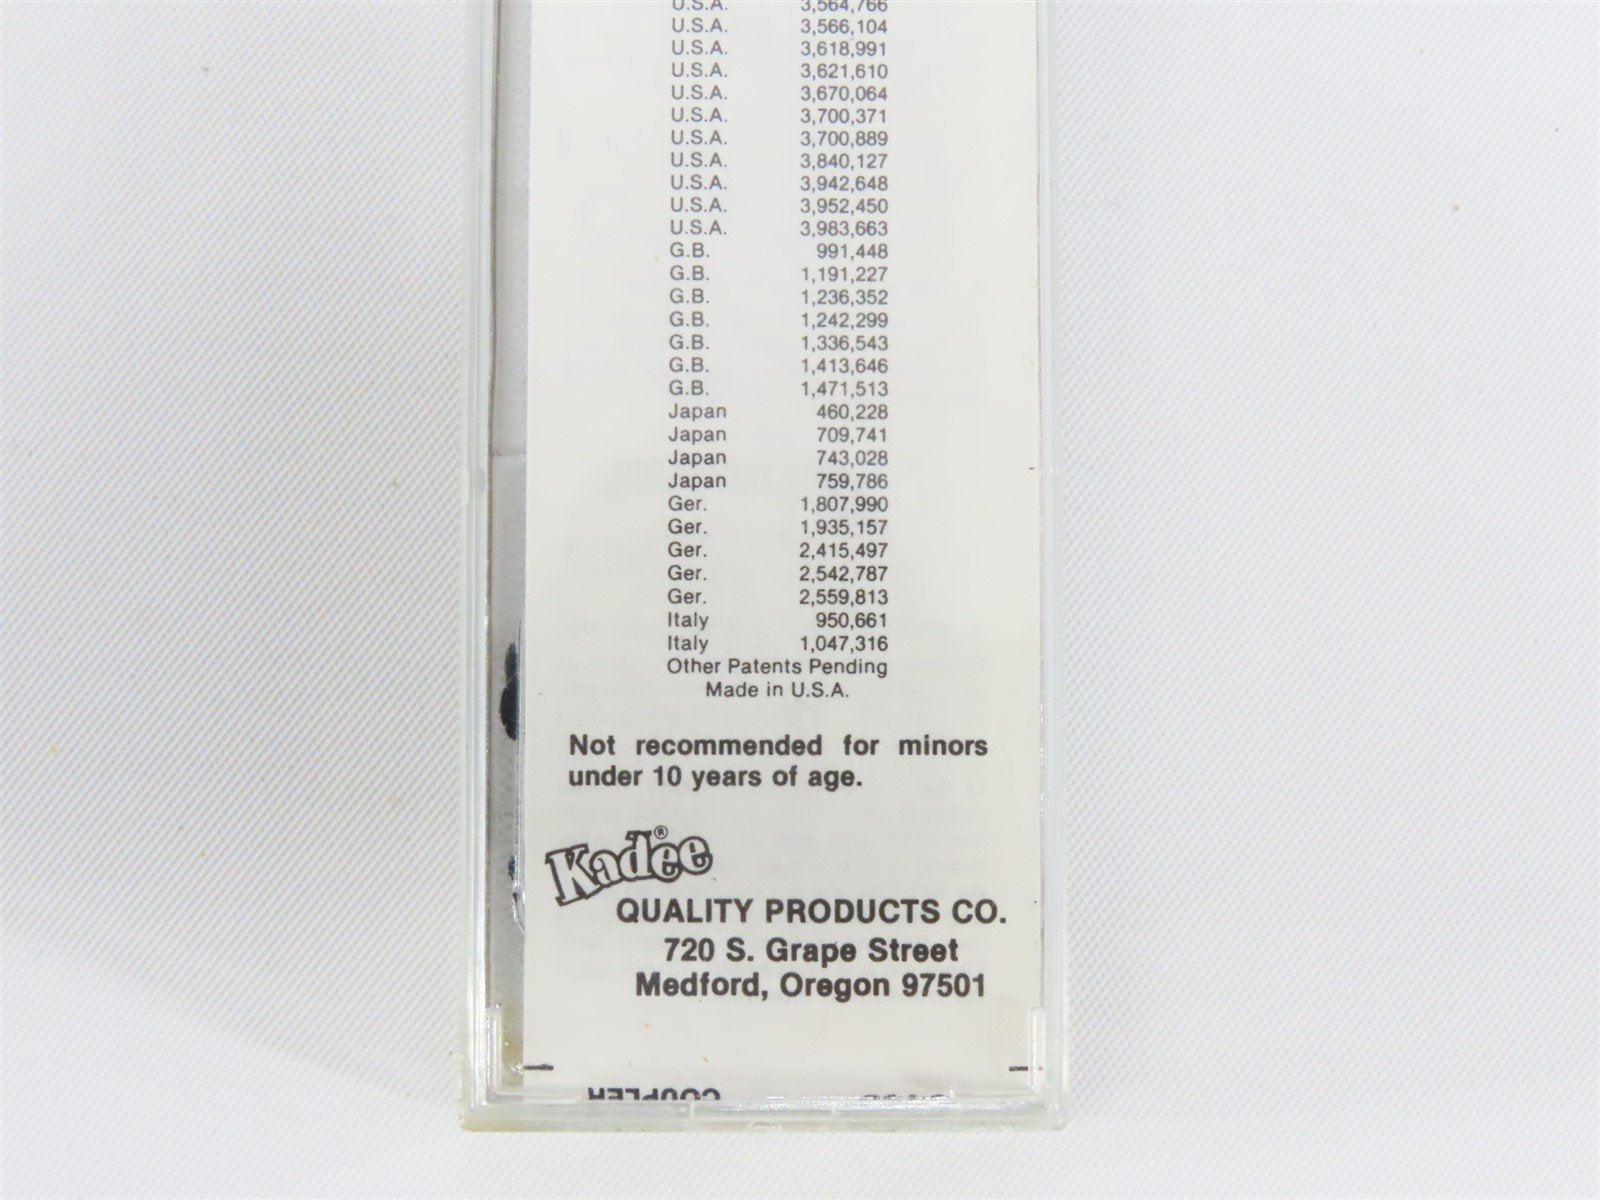 U.S.A. 3,564,766
U.S.A. 3,566,104
U.S.A. 3,618,991
U.S.A. 3,621,610
U.S.A. 3,670,064
U.S.A. 3,700,371
U.S.A. 3,700,889
U.S.A. 3,840,127
U.S.A. 3,942,648
U.S.A. 3,952,450
U.S.A. 3,983,663
G.B. 991,448
G.B. 1,191,227
G.B. 1,236,352
G.B. 1,242,299
G.B. 1,336,543
G.B. 1,413,646
G.B. 1,471,513
Japan 460,228
Japan 709,741
Japan 743,028
Japan 759,786
Ger. 1,807,990
Ger. 1,935,157
Ger. 2,415,497
Ger. 2,542,787
Ger. 2,559,813
Italy 950,661
Italy 1,047,316
Other Patents Pending
Made in U.S.A.
Not recommended for minors
under 10 years of age.
Kadee®
QUALITY PRODUCTS CO.
720 S. Grape Street
Medford, Oregon 97501
COUPLER